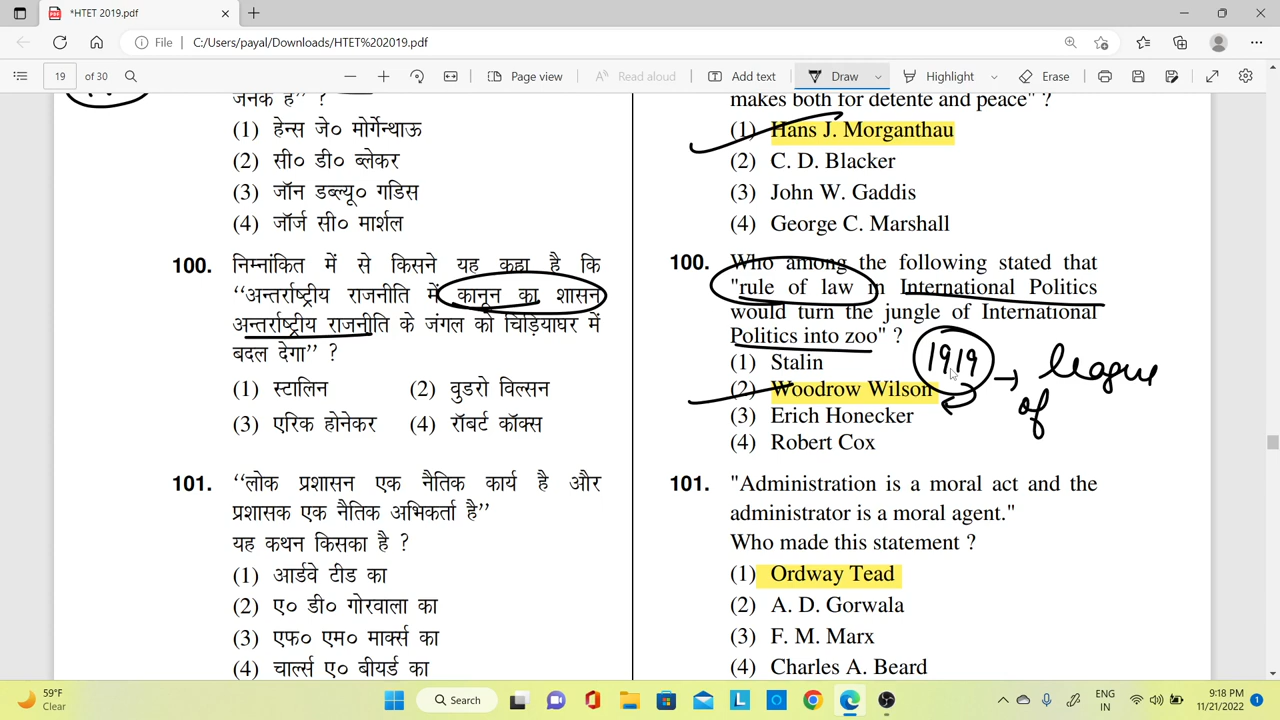 *HTET 2019.pdf
File C:/Users/payal/Downloads/HTET%202019.pdf
19 of 30 Page view Read aloud Add text Draw Highlight Erase
जनक है" ?
(1) हेन्स जे० मोर्गेन्थाऊ
(2) सी० डी० ब्लेकर
(3) जॉन डब्ल्यू० गडिस
(4) जॉर्ज सी० मार्शल
100. निम्नांकित में से किसने यह कहा है कि
"अन्तर्राष्ट्रीय राजनीति में कानून का शासन
अन्तर्राष्ट्रीय राजनीति के जंगल को चिड़ियाघर में
बदल देगा" ?
(1) स्टालिन (2) वुडरो विल्सन
(3) एरिक होनेकर (4) रॉबर्ट कॉक्स
101. "लोक प्रशासन एक नैतिक कार्य है और
प्रशासक एक नैतिक अभिकर्ता है"
यह कथन किसका है ?
(1) आर्डवे टीड का
(2) ए० डी० गोरवाला का
(3) एफ० एम० मार्क्स का
(4) चार्ल्स ए० बीयर्ड का
makes both for detente and peace" ?
(1) Hans J. Morganthau
(2) C. D. Blacker
(3) John W. Gaddis
(4) George C. Marshall
100. Who among the following stated that
"rule of law in International Politics
would turn the jungle of International
Politics into zoo" ?
(1) Stalin
(2) Woodrow Wilson
(3) Erich Honecker
(4) Robert Cox
1919 → League
of
101. "Administration is a moral act and the
administrator is a moral agent."
Who made this statement ?
(1) Ordway Tead
(2) A. D. Gorwala
(3) F. M. Marx
(4) Charles A. Beard
59°F
Clear
Search
ENG
IN
9:18 PM
11/21/2022